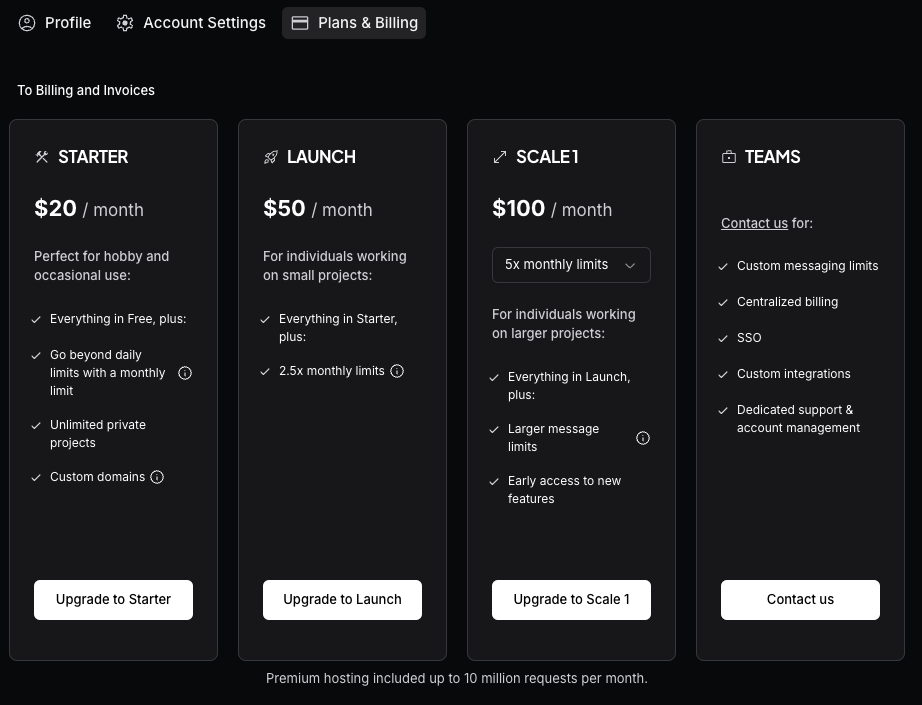 Profile
Account Settings
Plans & Billing
To Billing and Invoices
STARTER
$20 / month
Perfect for hobby and
occasional use:
Everything in Free, plus:
Go beyond daily
limits with a monthly
limit
Unlimited private
projects
Custom domains
Upgrade to Starter
LAUNCH
$50 / month
For individuals working
on small projects:
Everything in Starter,
plus:
2.5x monthly limits
Upgrade to Launch
SCALE 1
$100 / month
5x monthly limits
For individuals working
on larger projects:
Everything in Launch,
plus:
Larger message
limits
Early access to new
features
Upgrade to Scale 1
TEAMS
Contact us for:
Custom messaging limits
Centralized billing
SSO
Custom integrations
Dedicated support &
account management
Contact us
Premium hosting included up to 10 million requests per month.